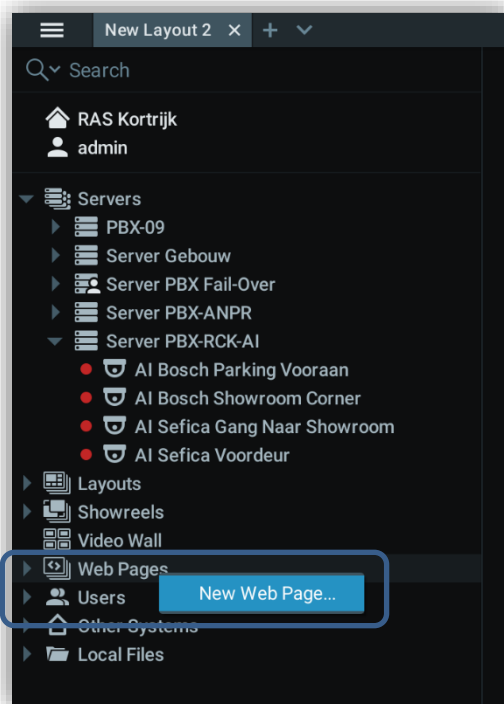 New Layout 2
Search
RAS Kortrijk
admin
Servers
PBX-09
Server Gebouw
Server PBX Fail-Over
Server PBX-ANPR
Server PBX-RCK-AI
AI Bosch Parking Vooraan
AI Bosch Showroom Corner
AI Sefica Gang Naar Showroom
AI Sefica Voordeur
Layouts
Showreels
Video Wall
Web Pages
New Web Page...
Users
Other Systems
Local Files